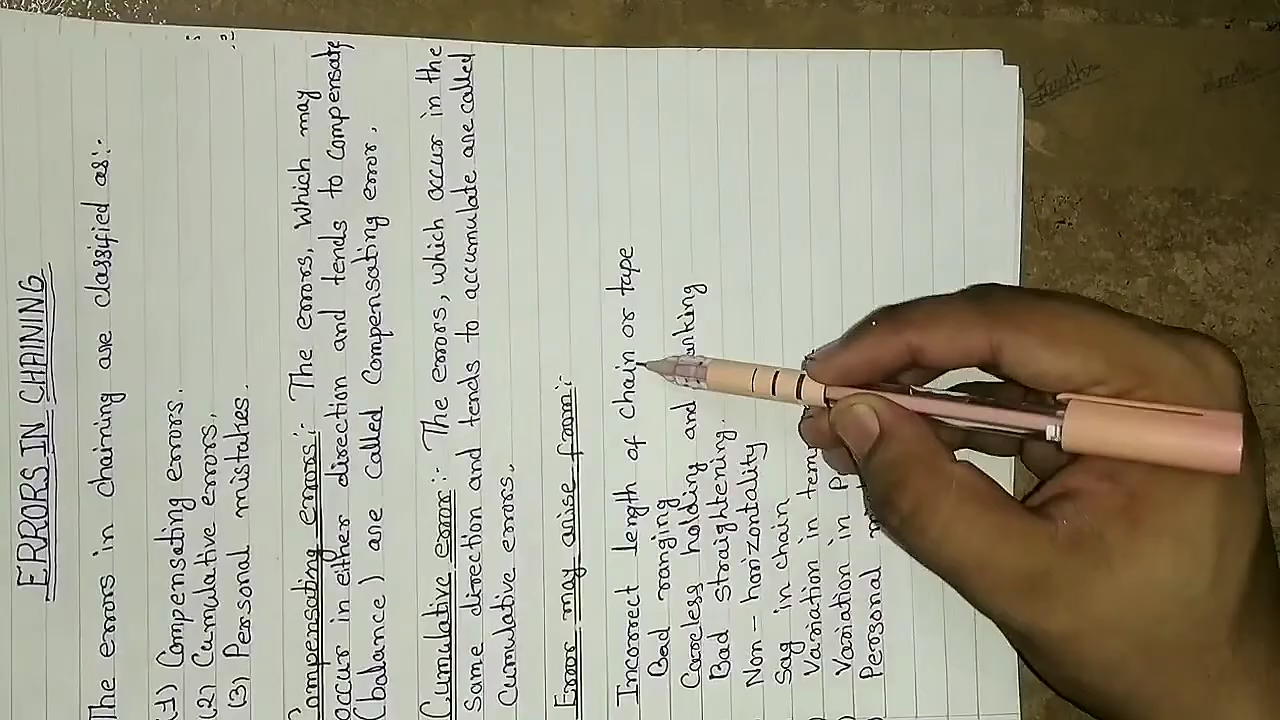 ERRORS IN CHAINING
The errors in chaining are classified as:-
(1) Compensating errors.
(2) Cumulative errors.
(3) Personal mistakes.
Compensating errors:- The errors, which may
occur in either direction and tends to compensate
(balance) are called Compensating error.
Cumulative error:- The errors, which occur in the
same direction and tends to accumulate are called
Cumulative errors.
Error may arise from:-
Incorrect length of chain or tape
Bad ranging
Careless holding and
Bad straightening.
Non-horizontality
Sag in chain
Variation in
Variation in
Personal